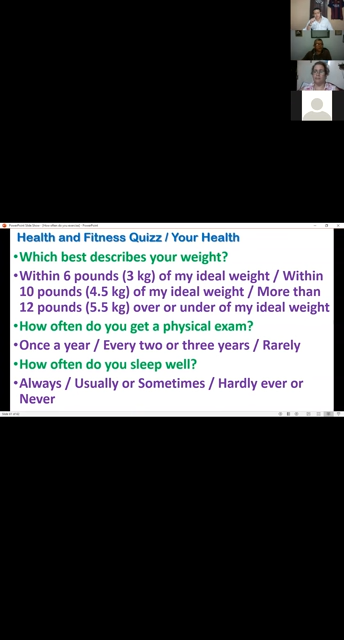 Health and Fitness Quizz / Your Health
•Which best describes your weight?
•Within 6 pounds (3 kg) of my ideal weight / Within
10 pounds (4.5 kg) of my ideal weight / More than
12 pounds (5.5 kg) over or under of my ideal weight
•How often do you get a physical exam?
•Once a year / Every two or three years / Rarely
•How often do you sleep well?
•Always / Usually or Sometimes / Hardly ever or
Never